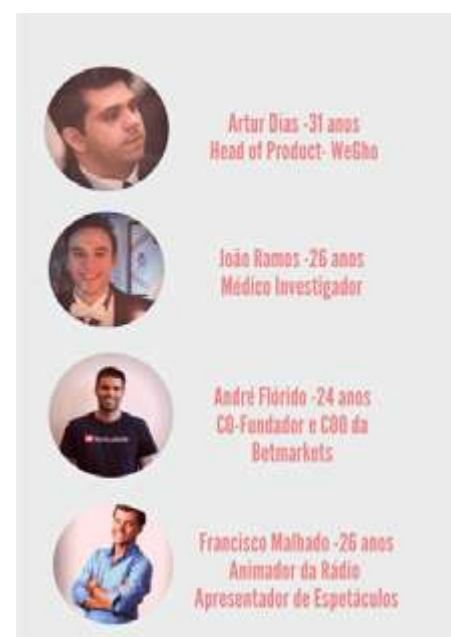 Artur Dias -31 anos
Head of Product- WeGho
João Ramos -26 anos
Médico Investigador
André Flórido -24 anos
CO-Fundador e COO da
Betmarkets
Francisco Malhado -26 anos
Animador da Rádio
Apresentador de Espetáculos